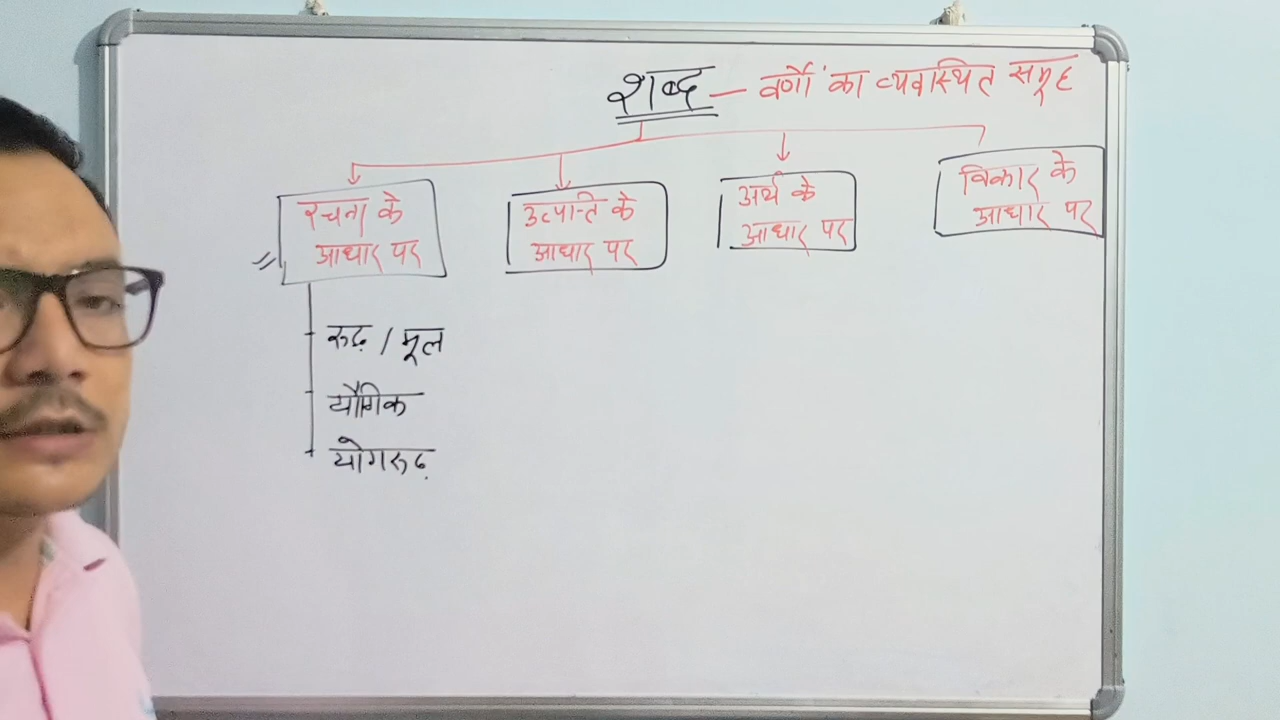 शब्द — वर्णों का व्यवस्थित समूह
रचना के
आधार पर
उत्पत्ति के
आधार पर
अर्थ के
आधार पर
विकार के
आधार पर
रुढ़ / मूल
यौगिक
योगरुढ़